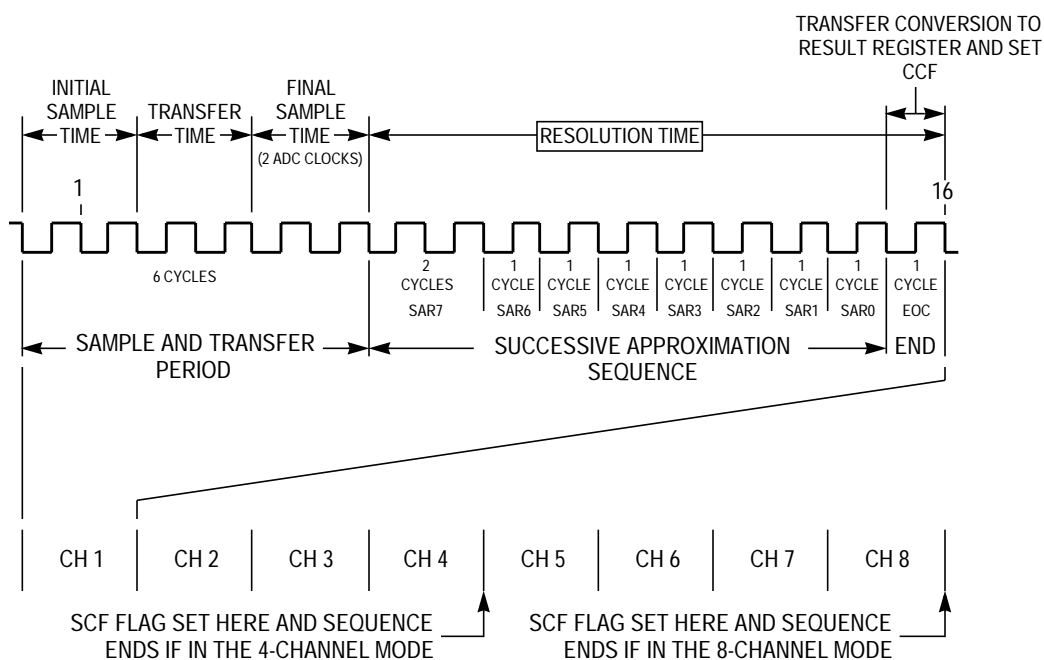 TRANSFER CONVERSION TO
RESULT REGISTER AND SET
CCF
INITIAL
SAMPLE
TIME
TRANSFER
TIME
FINAL
SAMPLE
TIME
(2 ADC CLOCKS)
RESOLUTION TIME
1
16
6 CYCLES
2
CYCLES
SAR7
1
CYCLE
SAR6
1
CYCLE
SAR5
1
CYCLE
SAR4
1
CYCLE
SAR3
1
CYCLE
SAR2
1
CYCLE
SAR1
1
CYCLE
SAR0
1
CYCLE
EOC
SAMPLE AND TRANSFER
PERIOD
SUCCESSIVE APPROXIMATION
SEQUENCE
END
CH 1
CH 2
CH 3
CH 4
CH 5
CH 6
CH 7
CH 8
SCF FLAG SET HERE AND SEQUENCE
ENDS IF IN THE 4-CHANNEL MODE
SCF FLAG SET HERE AND SEQUENCE
ENDS IF IN THE 8-CHANNEL MODE